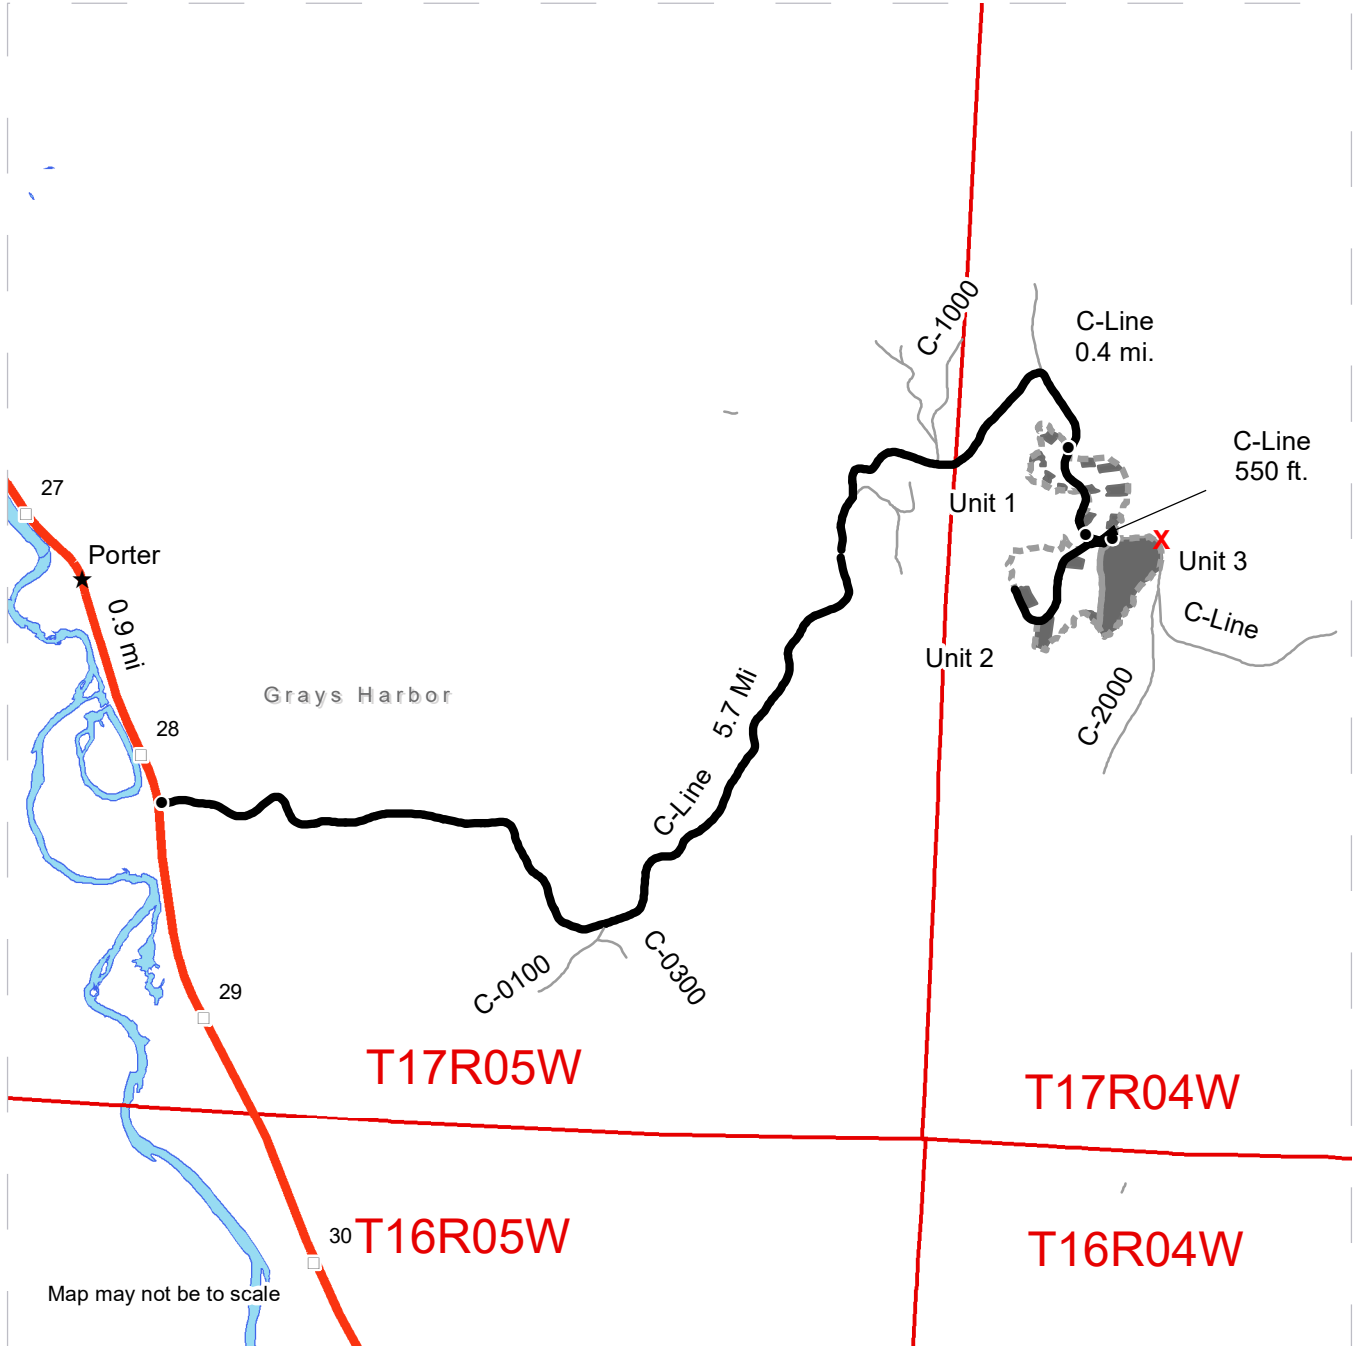 C-1000
C-Line
0.4 mi.
C-Line
550 ft.
27
Unit 1
Porter
X
Unit 3
0.9 mi
C-Line
Unit 2
Grays Harbor
5.7 Mi
C-2000
28
C-Line
C-0100
C-0300
29
T17R05W
T17R04W
30
T16R05W
T16R04W
Map may not be to scale